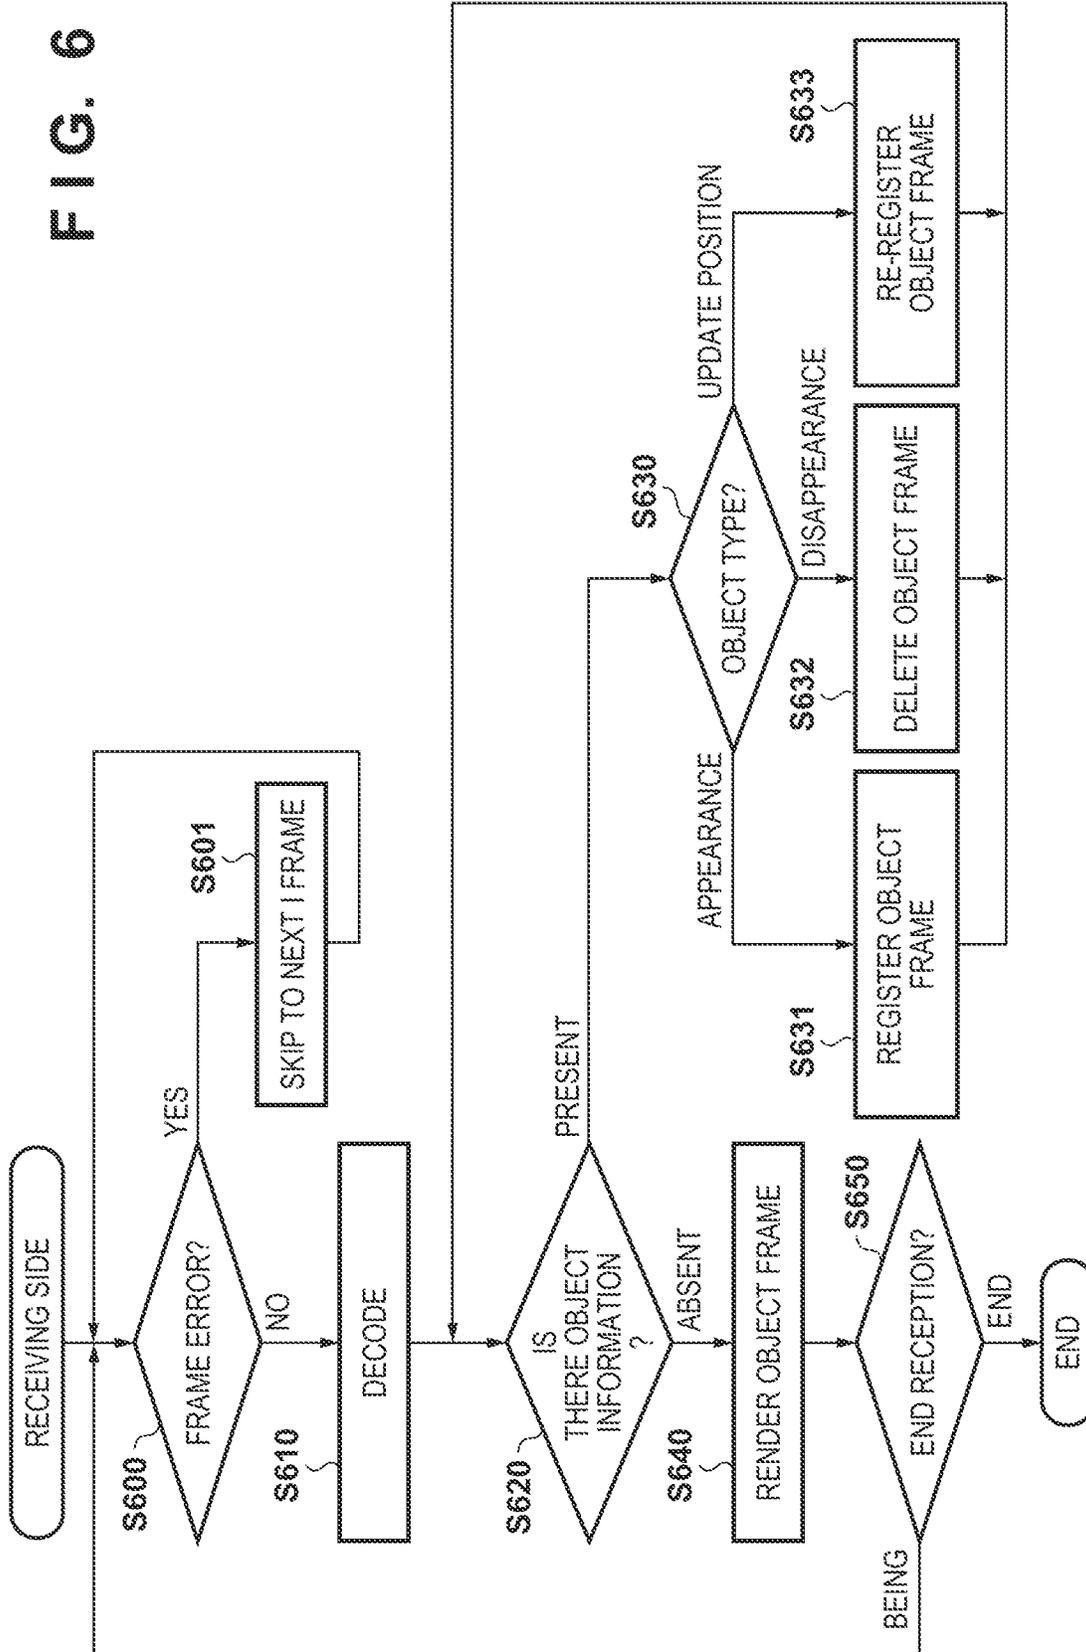 FIG. 6
RECEIVING SIDE
S600
FRAME ERROR?
YES
S601
SKIP TO NEXT I FRAME
NO
S610
DECODE
S620
IS
THERE OBJECT
INFORMATION
?
PRESENT
ABSENT
S630
OBJECT TYPE?
APPEARANCE
DISAPPEARANCE
UPDATE POSITION
S631
REGISTER OBJECT
FRAME
S632
DELETE OBJECT FRAME
S633
RE-REGISTER
OBJECT FRAME
S640
RENDER OBJECT FRAME
S650
END RECEPTION?
BEING
END
END